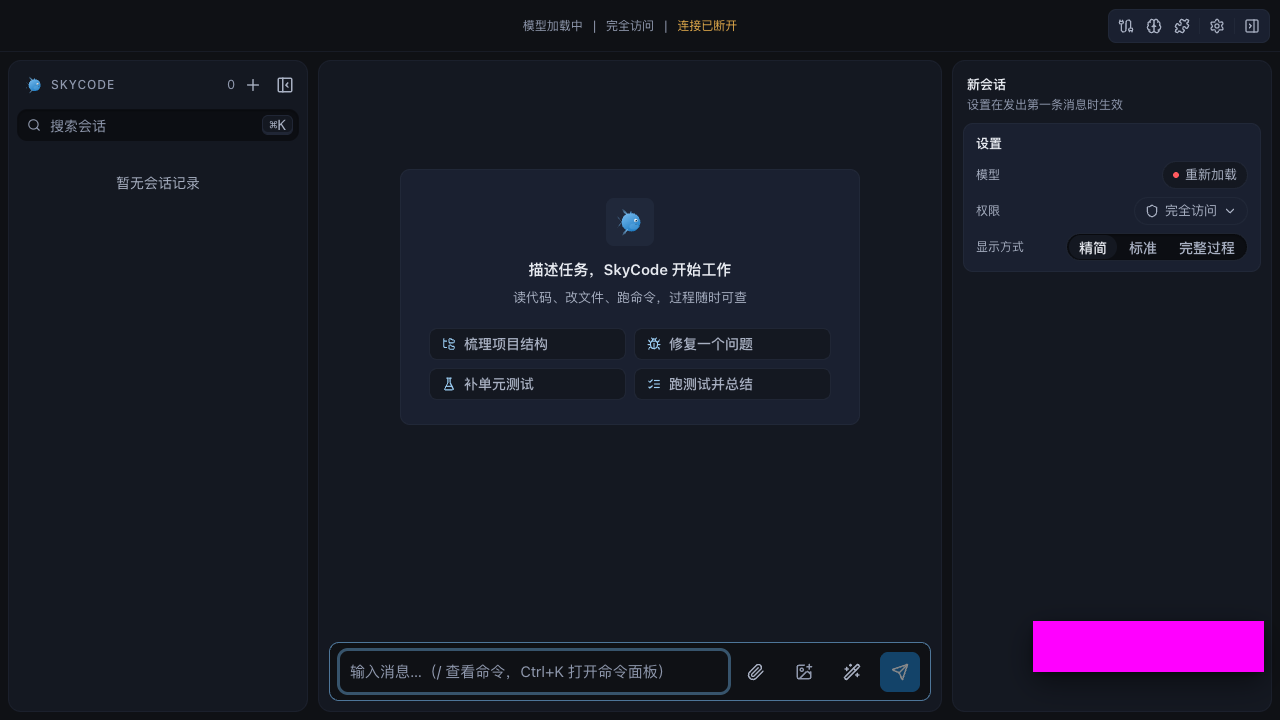 模型加载中 | 完全访问 | 连接已断开
SKYCODE 0
搜索会话 ⌘K
暂无会话记录
描述任务，SkyCode 开始工作
读代码、改文件、跑命令，过程随时可查
梳理项目结构 修复一个问题
补单元测试 跑测试并总结
输入消息...（/ 查看命令，Ctrl+K 打开命令面板）
新会话
设置在发出第一条消息时生效
设置
模型 重新加载
权限 完全访问
显示方式 精简 标准 完整过程